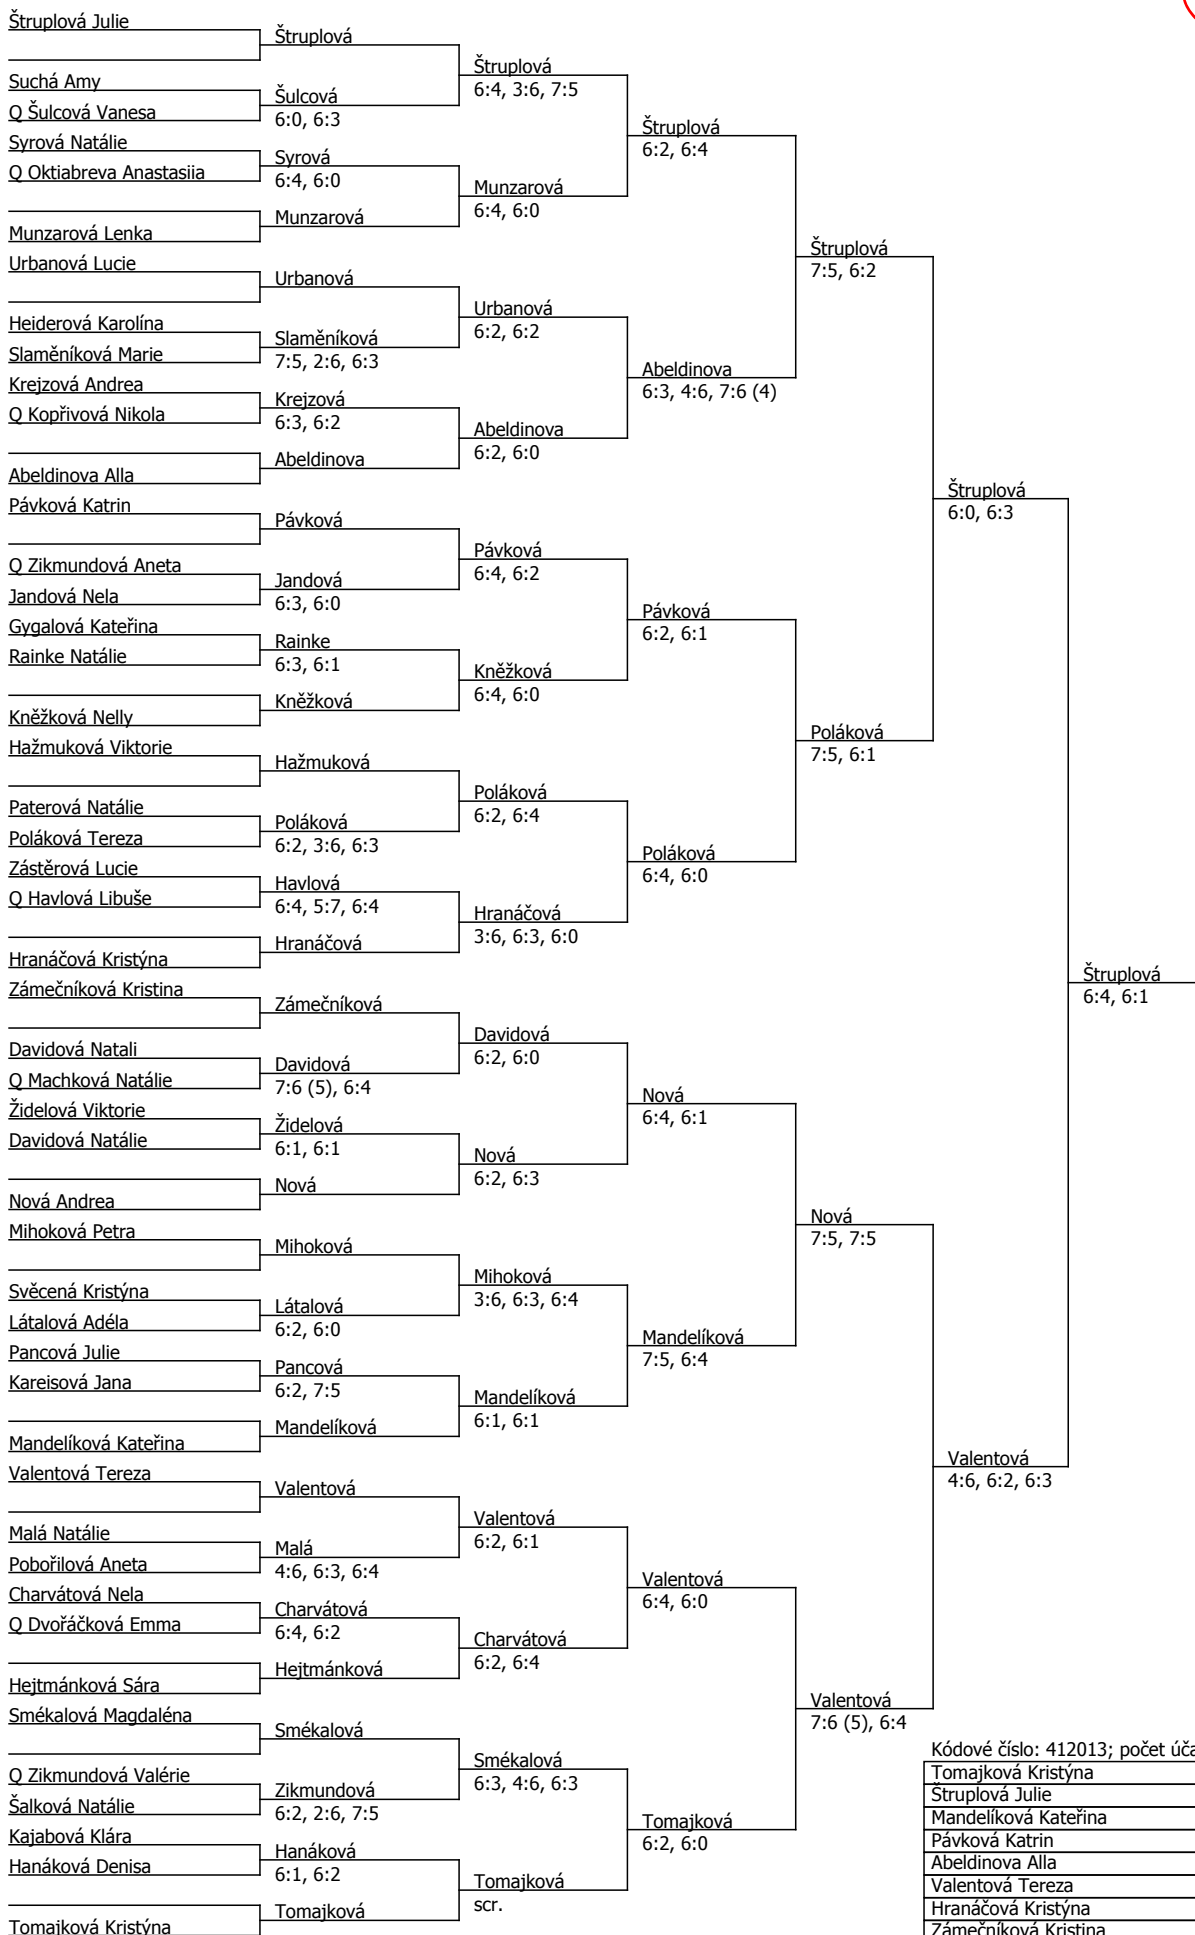 Štruplová Julie
Suchá Amy
Q Šulcová Vanesa
Syrová Natálie
Q Oktiabreva Anastasiia
Munzarová Lenka
Urbanová Lucie
Heiderová Karolína
Slaměníková Marie
Krejzová Andrea
Q Kopřivová Nikola
Abeldinova Alla
Pávková Katrin
Q Zikmundová Aneta
Jandová Nela
Gygalová Kateřina
Rainke Natálie
Kněžková Nelly
Hažmuková Viktorie
Paterová Natálie
Poláková Tereza
Zástěrová Lucie
Q Havlová Libuše
Hranáčová Kristýna
Zámečníková Kristina
Davidová Natali
Q Machková Natálie
Židelová Viktorie
Davidová Natálie
Nová Andrea
Mihoková Petra
Svěcená Kristýna
Látalová Adéla
Pancová Julie
Kareisová Jana
Mandelíková Kateřina
Valentová Tereza
Malá Natálie
Pobořilová Aneta
Charvátová Nela
Q Dvořáčková Emma
Hejtmánková Sára
Smékalová Magdaléna
Q Zikmundová Valérie
Šalková Natálie
Kajabová Klára
Hanáková Denisa
Tomajková Kristýna
Štruplová
Šulcová
6:0, 6:3
Syrová
6:4, 6:0
Munzarová
Urbanová
Slaměníková
7:5, 2:6, 6:3
Krejzová
6:3, 6:2
Abeldinova
Pávková
Jandová
6:3, 6:0
Rainke
6:3, 6:1
Kněžková
Hažmuková
Poláková
6:2, 3:6, 6:3
Havlová
6:4, 5:7, 6:4
Hranáčová
Zámečníková
Davidová
7:6 (5), 6:4
Židelová
6:1, 6:1
Nová
Mihoková
Látalová
6:2, 6:0
Pancová
6:2, 7:5
Mandelíková
Valentová
Malá
4:6, 6:3, 6:4
Charvátová
6:4, 6:2
Hejtmánková
Smékalová
Zikmundová
6:2, 2:6, 7:5
Hanáková
6:1, 6:2
Tomajková
Štruplová
6:4, 3:6, 7:5
Munzarová
6:4, 6:0
Urbanová
6:2, 6:2
Abeldinova
6:2, 6:0
Pávková
6:4, 6:2
Kněžková
6:4, 6:0
Poláková
6:2, 6:4
Hranáčová
3:6, 6:3, 6:0
Davidová
6:2, 6:0
Nová
6:2, 6:3
Mihoková
3:6, 6:3, 6:4
Mandelíková
6:1, 6:1
Valentová
6:2, 6:1
Charvátová
6:2, 6:4
Smékalová
6:3, 4:6, 6:3
Tomajková
scr.
Štruplová
6:2, 6:4
Abeldinova
6:3, 4:6, 7:6 (4)
Pávková
6:2, 6:1
Poláková
6:4, 6:0
Nová
6:4, 6:1
Mandelíková
7:5, 6:4
Valentová
6:4, 6:0
Tomajková
6:2, 6:0
Štruplová
7:5, 6:2
Poláková
7:5, 6:1
Nová
7:5, 7:5
Valentová
7:6 (5), 6:4
Štruplová
6:0, 6:3
Valentová
4:6, 6:2, 6:3
Štruplová
6:4, 6:1
Kódové číslo: 412013; počet úča
Tomajková Kristýna
Štruplová Julie
Mandelíková Kateřina
Pávková Katrin
Abeldinova Alla
Valentová Tereza
Hranáčová Kristýna
Zámečníková Kristina